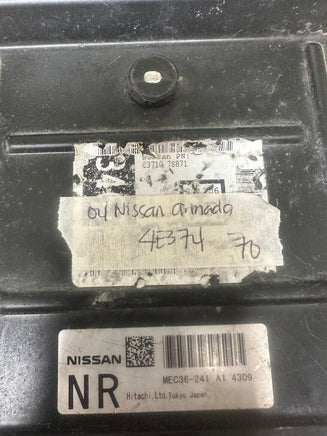 Nissan PN:
04 Nissan armada
4E374 70
NISSAN
MEC36-241 A1 4309
NR
Hitachi,Ltd.Tokyo Japan